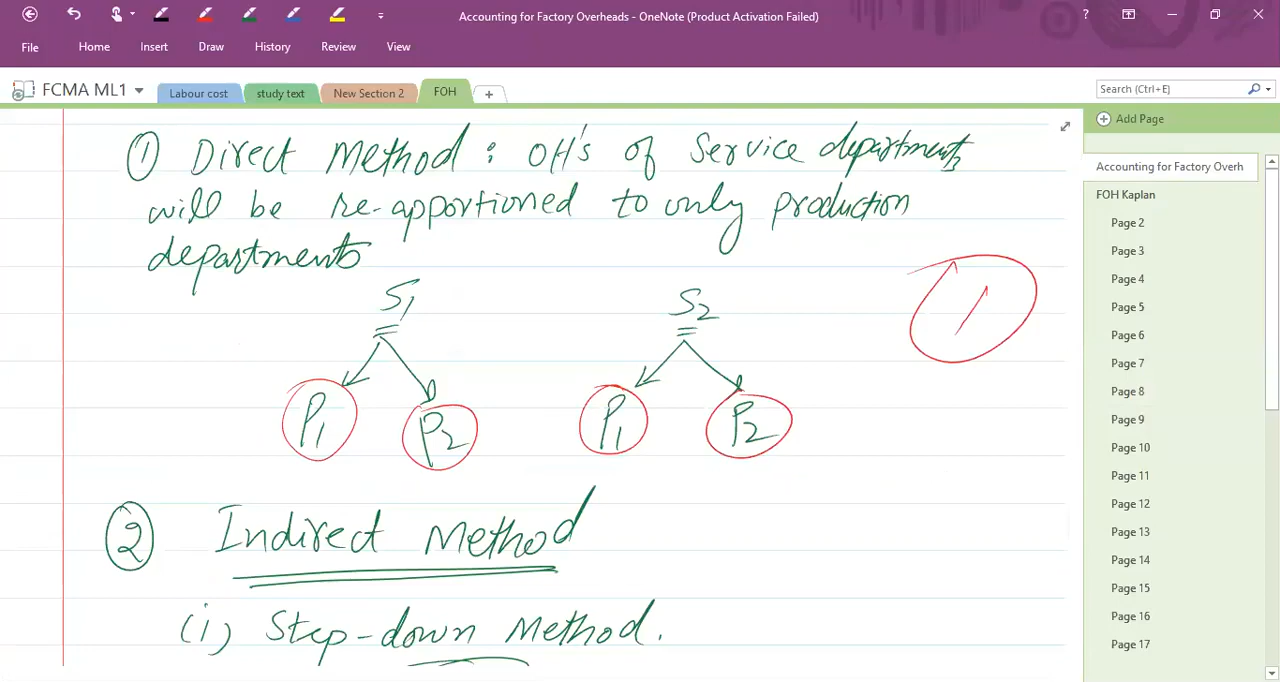 Accounting for Factory Overheads - OneNote (Product Activation Failed)
?
File Home Insert Draw History Review View
FCMA ML1
Labour cost
study text
New Section 2
FOH
Search (Ctrl+E)
Add Page
Accounting for Factory Overh
FOH Kaplan
Page 2
Page 3
Page 4
Page 5
Page 6
Page 7
Page 8
Page 9
Page 10
Page 11
Page 12
Page 13
Page 14
Page 15
Page 16
Page 17
① Direct Method : OH's of Service departments
will be re-apportioned to only production
departments
S1 S2
1
P1 P2 P1 P2
② Indirect Method
(i) Step-down Method.